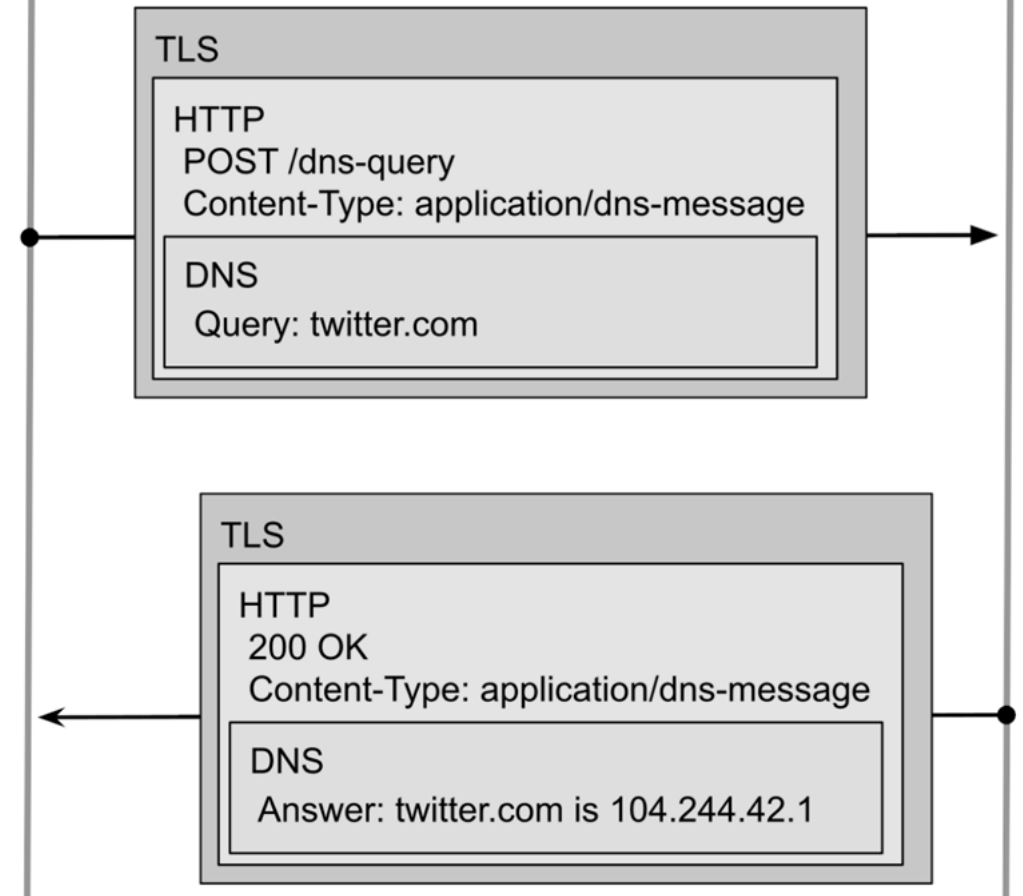 TLS
HTTP
POST /dns-query
Content-Type: application/dns-message
DNS
Query: twitter.com
TLS
HTTP
200 OK
Content-Type: application/dns-message
DNS
Answer: twitter.com is 104.244.42.1